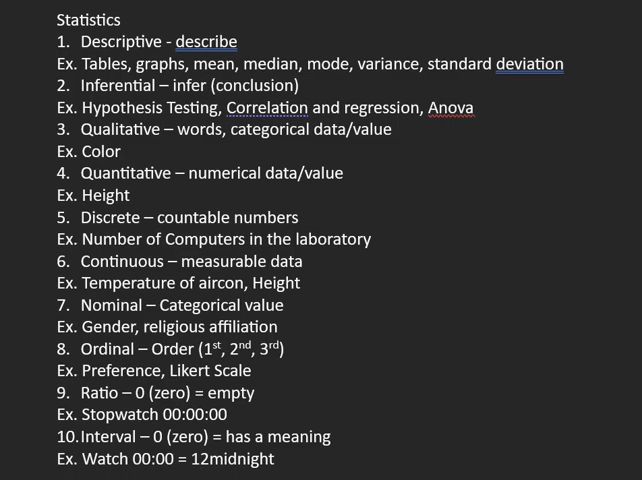 Statistics
1. Descriptive - describe
Ex. Tables, graphs, mean, median, mode, variance, standard deviation
2. Inferential – infer (conclusion)
Ex. Hypothesis Testing, Correlation and regression, Anova
3. Qualitative – words, categorical data/value
Ex. Color
4. Quantitative – numerical data/value
Ex. Height
5. Discrete – countable numbers
Ex. Number of Computers in the laboratory
6. Continuous – measurable data
Ex. Temperature of aircon, Height
7. Nominal – Categorical value
Ex. Gender, religious affiliation
8. Ordinal – Order (1st, 2nd, 3rd)
Ex. Preference, Likert Scale
9. Ratio – 0 (zero) = empty
Ex. Stopwatch 00:00:00
10. Interval – 0 (zero) = has a meaning
Ex. Watch 00:00 = 12midnight